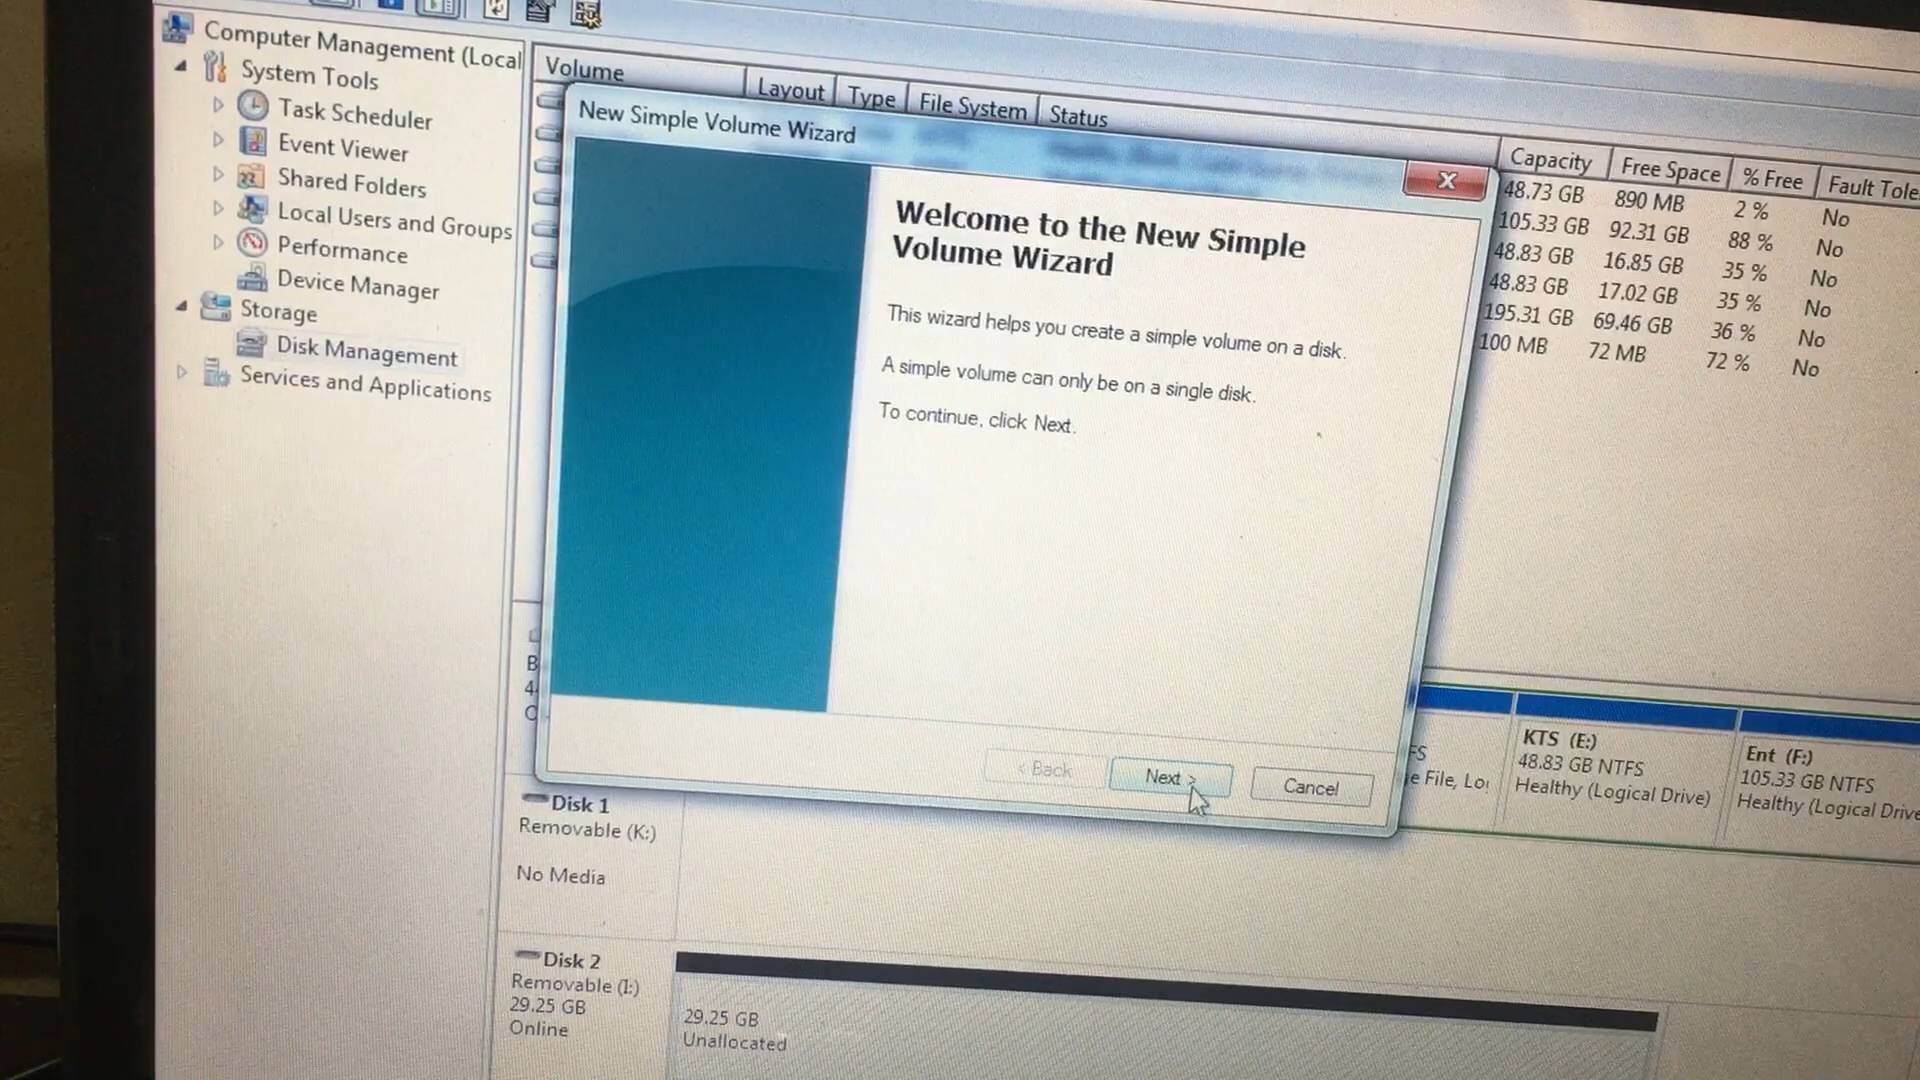 Computer Management (Local
System Tools
Task Scheduler
Event Viewer
Shared Folders
Local Users and Groups
Performance
Device Manager
Storage
Disk Management
Services and Applications
Volume Layout Type File System Status
Capacity Free Space % Free Fault Tole
48.73 GB 890 MB 2 % No
105.33 GB 92.31 GB 88 % No
48.83 GB 16.85 GB 35 % No
48.83 GB 17.02 GB 35 % No
195.31 GB 69.46 GB 36 % No
100 MB 72 MB 72 % No
New Simple Volume Wizard
Welcome to the New Simple
Volume Wizard
This wizard helps you create a simple volume on a disk.
A simple volume can only be on a single disk.
To continue, click Next.
< Back Next > Cancel
FS
e File, Lo
KTS (E:)
48.83 GB NTFS
Healthy (Logical Drive)
Ent (F:)
105.33 GB NTFS
Healthy (Logical Drive
Disk 1
Removable (K:)
No Media
Disk 2
Removable (I:)
29.25 GB
Online
29.25 GB
Unallocated